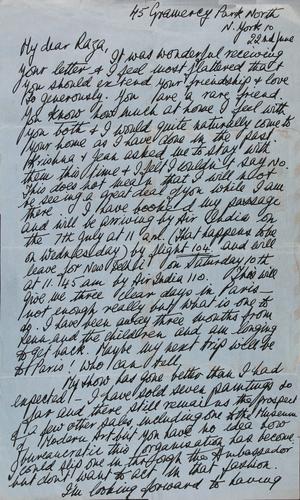 45 Gramercy Park North
N. York 10
22nd June
My dear Raza,
It was wonderful receiving
your letter & I feel most flattered that
you should extend your friendship & love
so generously. You are a rare friend.
You know how much at home I feel with
you both & I would quite naturally come to
your home as I have done in the past
Krishna & Jean asked me to stay with
them this time & I felt I couldn't say No.
This does not mean that I will not
be seeing a great deal of you while I am
there. I have booked my passage
and will be arriving by Air India on
the 7th July at 11 a.m. (that happens to be
on Wednesday) by flight 104 and will
leave for New Delhi on Saturday 10th
at 11.45 am by Air India 110. This will
give me three clear days in Paris —
not enough really but what is one to
do. I have been away three months from
Renu and the children and am longing
to get back. Maybe my next trip will be
to Paris! Who can tell.
My show has gone better than I had
expected — I have sold seven paintings so
far and there still remains the prospect
of a few other sales, including one to the Museum
of Modern Art but you have no idea how
bureaucratic this organisation has become —
I could slip one in through the Ambassador
but don't want to act in that fashion.
I'm looking forward to having